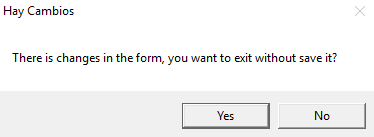 Hay Cambios
There is changes in the form, you want to exit without save it?
Yes
No